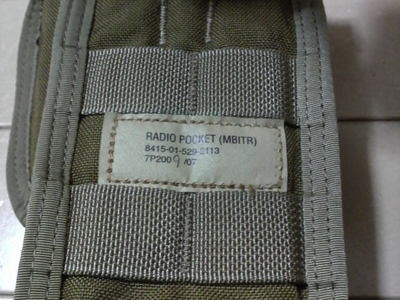 RADIO POCKET (MBITR)
8415-01-529-2113
7P2009/07